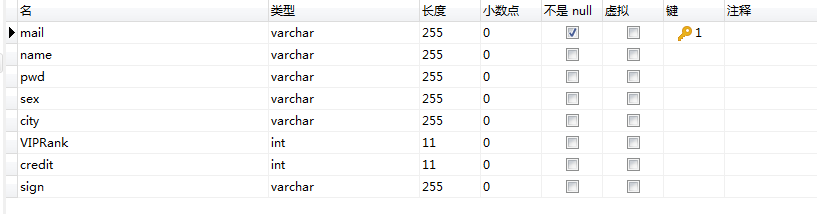 名 类型 长度 小数点 不是 null 虚拟 键 注释
mail varchar 255 0 1
name varchar 255 0
pwd varchar 255 0
sex varchar 255 0
city varchar 255 0
VIPRank int 11 0
credit int 11 0
sign varchar 255 0